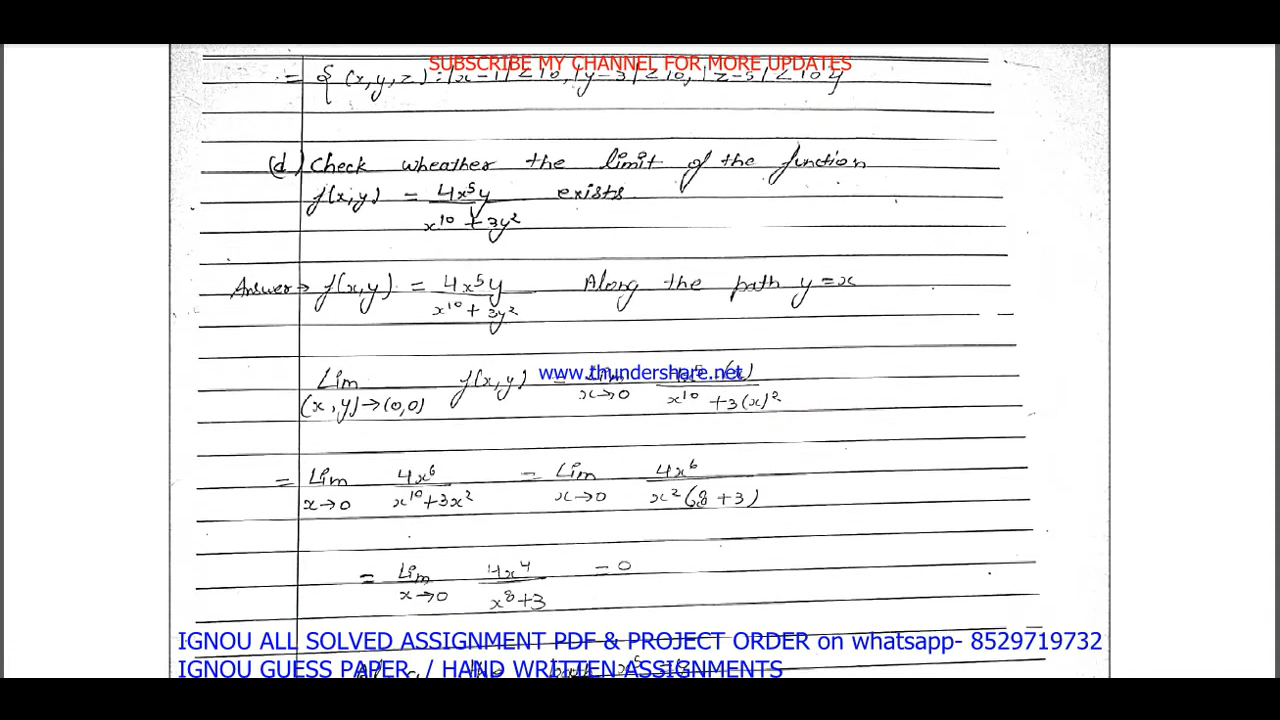 SUBSCRIBE MY CHANNEL FOR MORE UPDATES
= { (x,y,z) : |x-1| < 10, |y-3| < 10, |z-5| < 10 }
(d) Check wheather the limit of the function
f(x,y) = 4x⁵y / x¹⁰ + 3y² exists
Answer→ f(x,y) = 4x⁵y / x¹⁰ + 3y² Along the path y = x
www.thundershare.net
Lim (x,y)→(0,0) f(x,y) = Lim x→0 4x⁵ (x) / x¹⁰ + 3(x)²
= Lim x→0 4x⁶ / x¹⁰+3x² = Lim x→0 4x⁶ / x²(8 + 3)
= Lim x→0 4x⁴ / x⁸+3 = 0
IGNOU ALL SOLVED ASSIGNMENT PDF & PROJECT ORDER on whatsapp- 8529719732
IGNOU GUESS PAPER / HAND WRITTEN ASSIGNMENTS